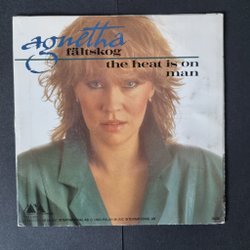 agnetha
fältskog
the heat is on
man